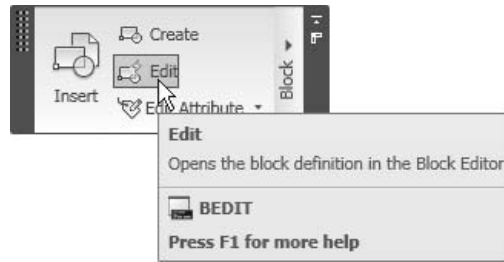 Create
Edit
Insert
Edit Attribute
Block
Edit
Opens the block definition in the Block Editor
BEDIT
Press F1 for more help